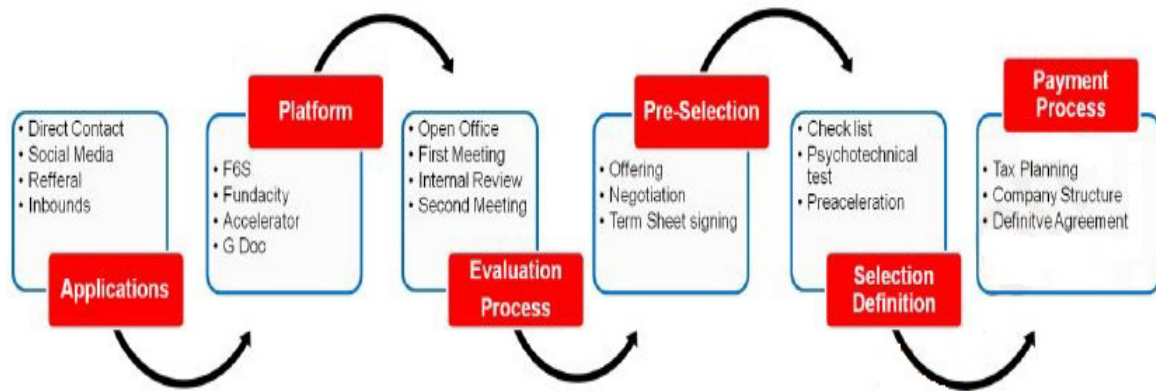 • Direct Contact
• Social Media
• Refferal
• Inbounds
Applications
Platform
• F6S
• Fundacity
• Accelerator
• G Doc
• Open Office
• First Meeting
• Internal Review
• Second Meeting
Evaluation
Process
Pre-Selection
• Offering
• Negotiation
• Term Sheet signing
• Check list
• Psychotechnical
test
• Preaceleration
Selection
Definition
Payment
Process
• Tax Planning
• Company Structure
• Definitve Agreement